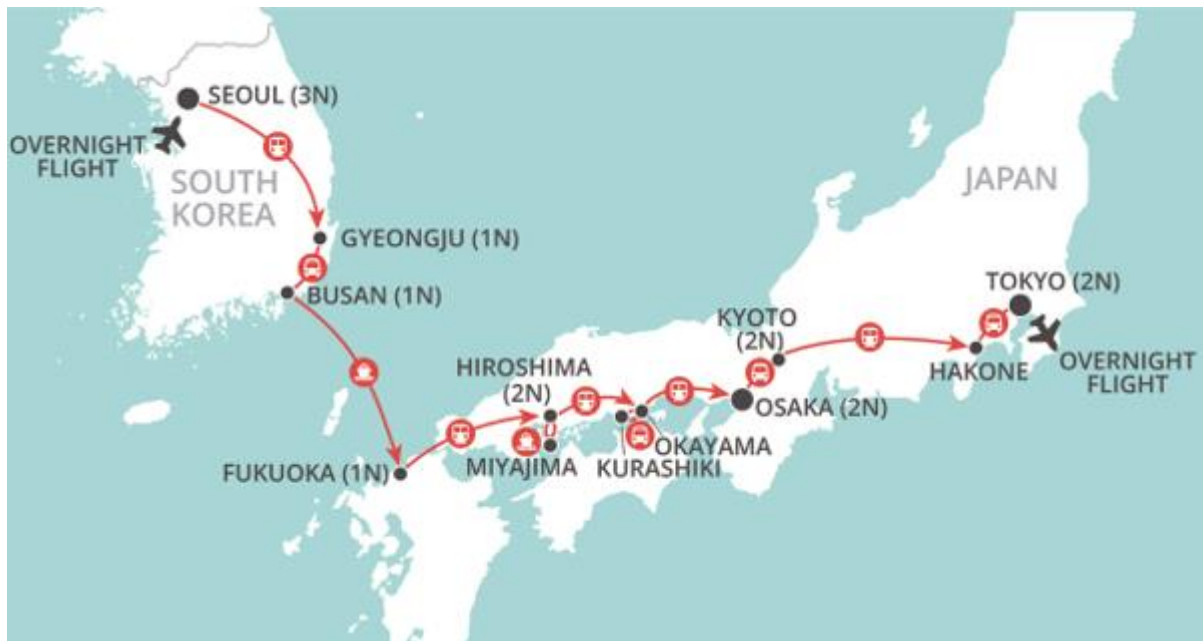 SEOUL (3N)
OVERNIGHT
FLIGHT
SOUTH
KOREA
GYEONGJU (1N)
BUSAN (1N)
FUKUOKA (1N)
HIROSHIMA
(2N)
MIYAJIMA
KURASHIKI
OKAYAMA
OSAKA (2N)
KYOTO
(2N)
HAKONE
JAPAN
TOKYO (2N)
OVERNIGHT
FLIGHT